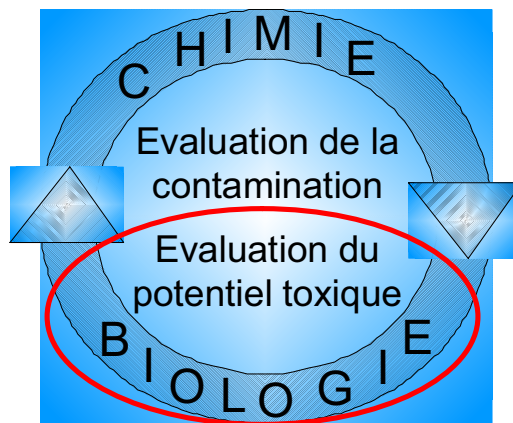 CHIMIE
Evaluation de la
contamination
Evaluation du
potentiel toxique
BIOLOGIE